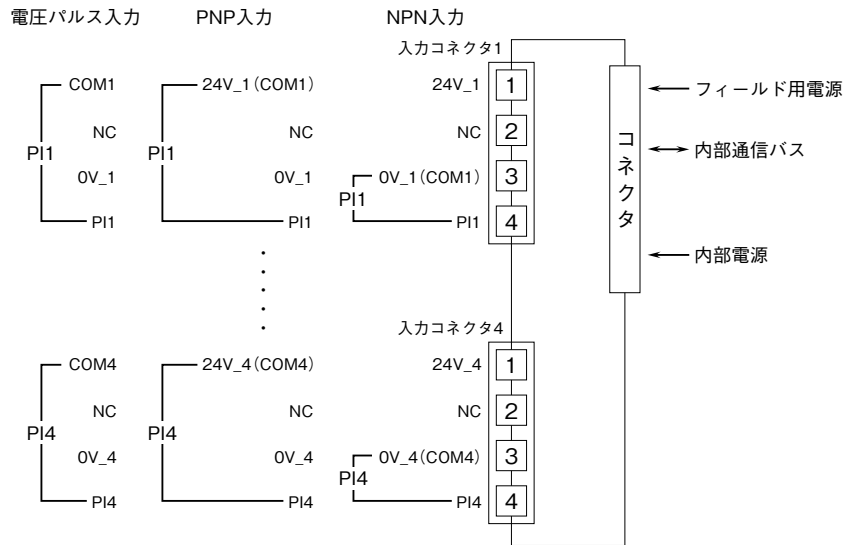 電圧パルス入力 PNP入力 NPN入力
入力コネクタ1
COM1 24V_1(COM1) 24V_1 1
フィールド用電源
NC NC NC 2
PI1 PI1
コネクタ
内部通信バス
0V_1 0V_1 0V_1(COM1) 3
PI1
PI1 PI1 PI1 4
内部電源
入力コネクタ4
COM4 24V_4(COM4) 24V_4 1
NC NC NC 2
PI4 PI4
0V_4 0V_4 0V_4(COM4) 3
PI4
PI4 PI4 PI4 4